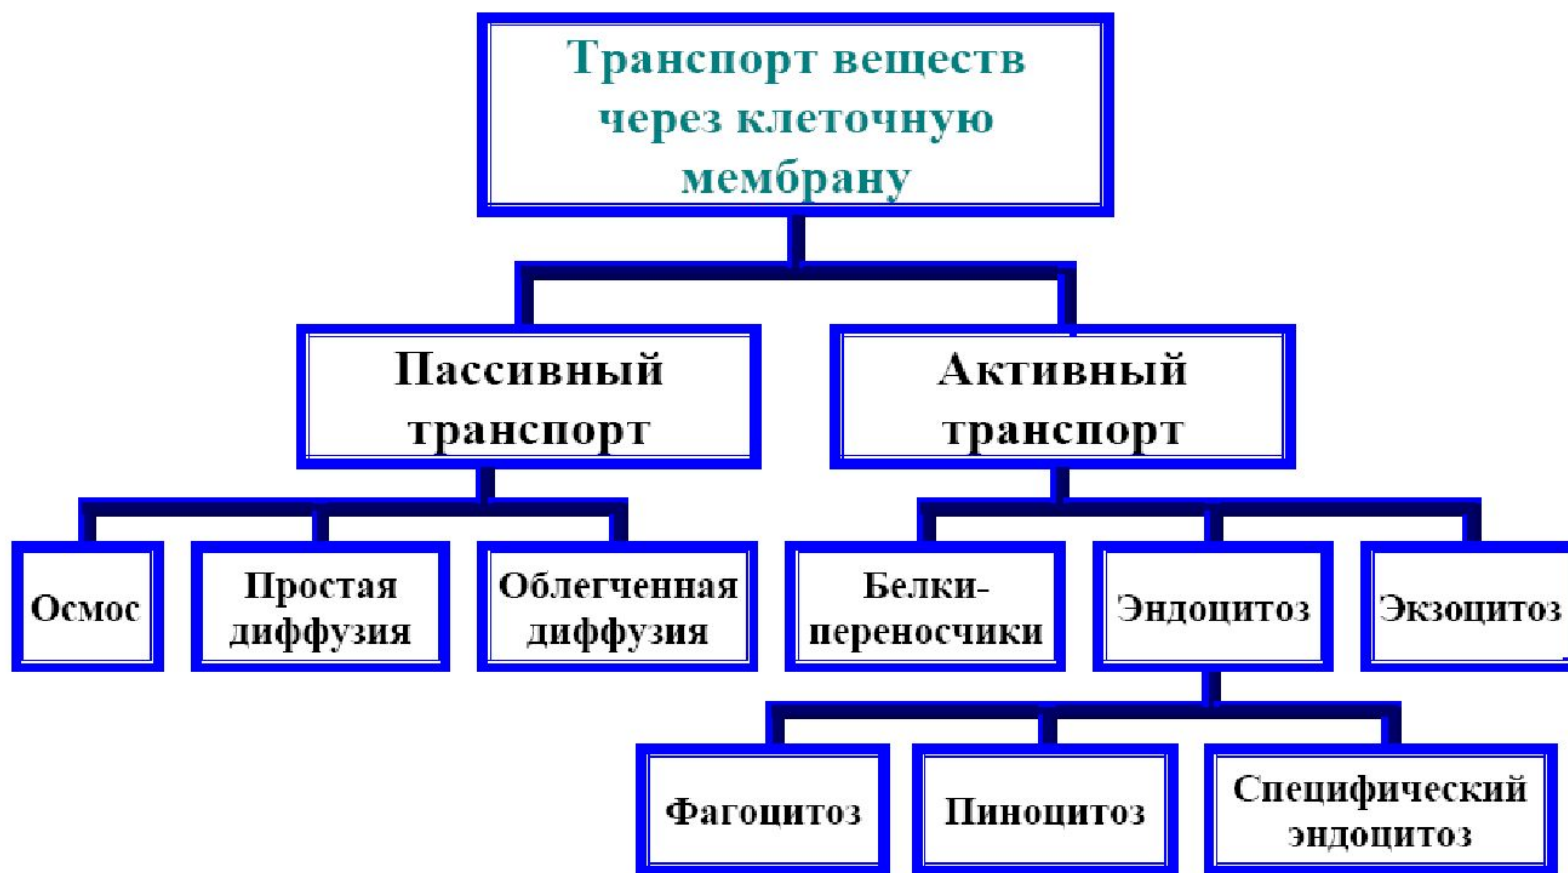 Транспорт веществ
через клеточную
мембрану
Пассивный
транспорт
Активный
транспорт
Осмос
Простая
диффузия
Облегченная
диффузия
Белки-
переносчики
Эндоцитоз
Экзоцитоз
Фагоцитоз
Пиноцитоз
Специфический
эндоцитоз